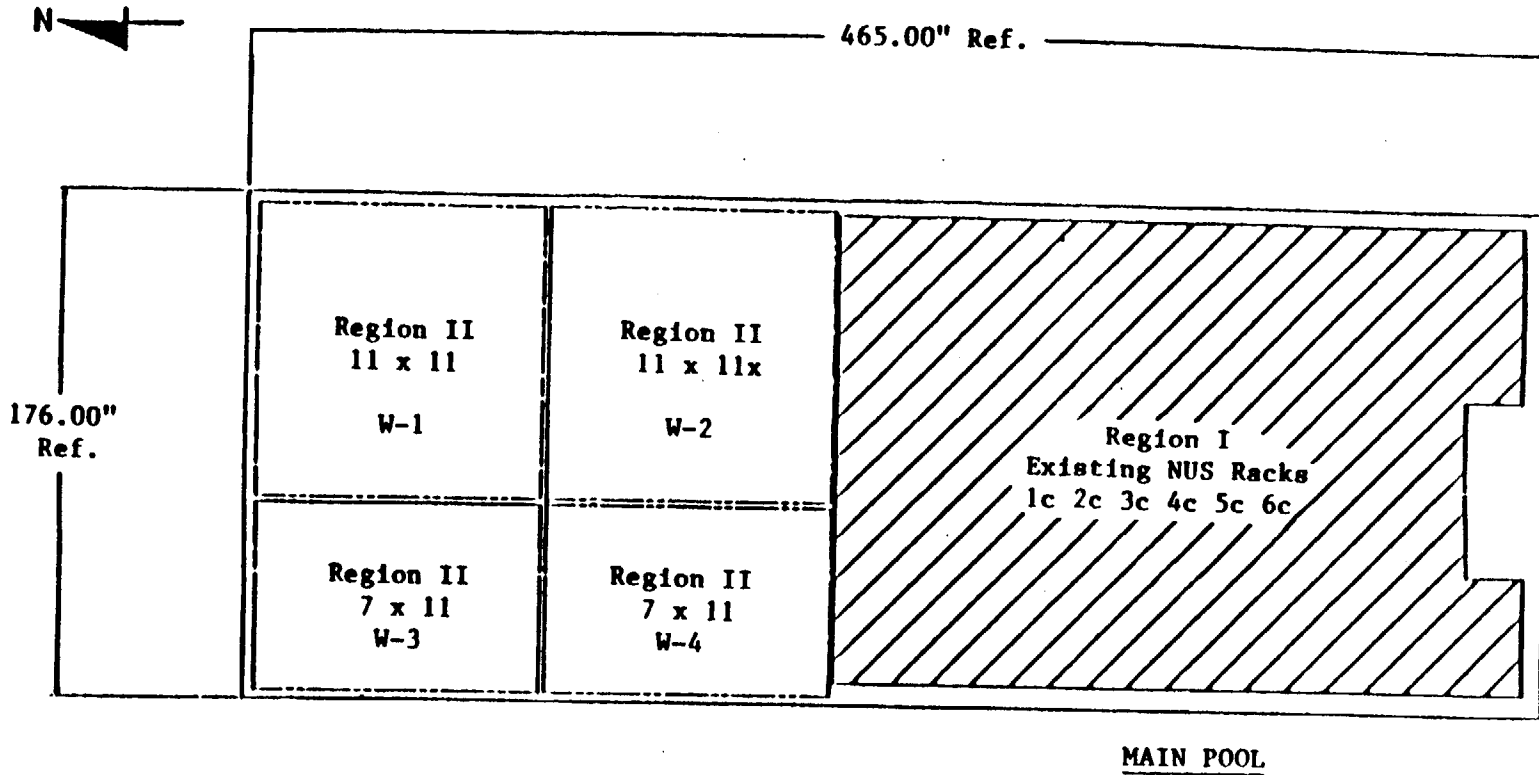 N
465.00" Ref.
176.00"
Ref.
Region II
11 x 11
W-1
Region II
11 x 11x
W-2
Region I
Existing NUS Racks
1c 2c 3c 4c 5c 6c
Region II
7 x 11
W-3
Region II
7 x 11
W-4
MAIN POOL